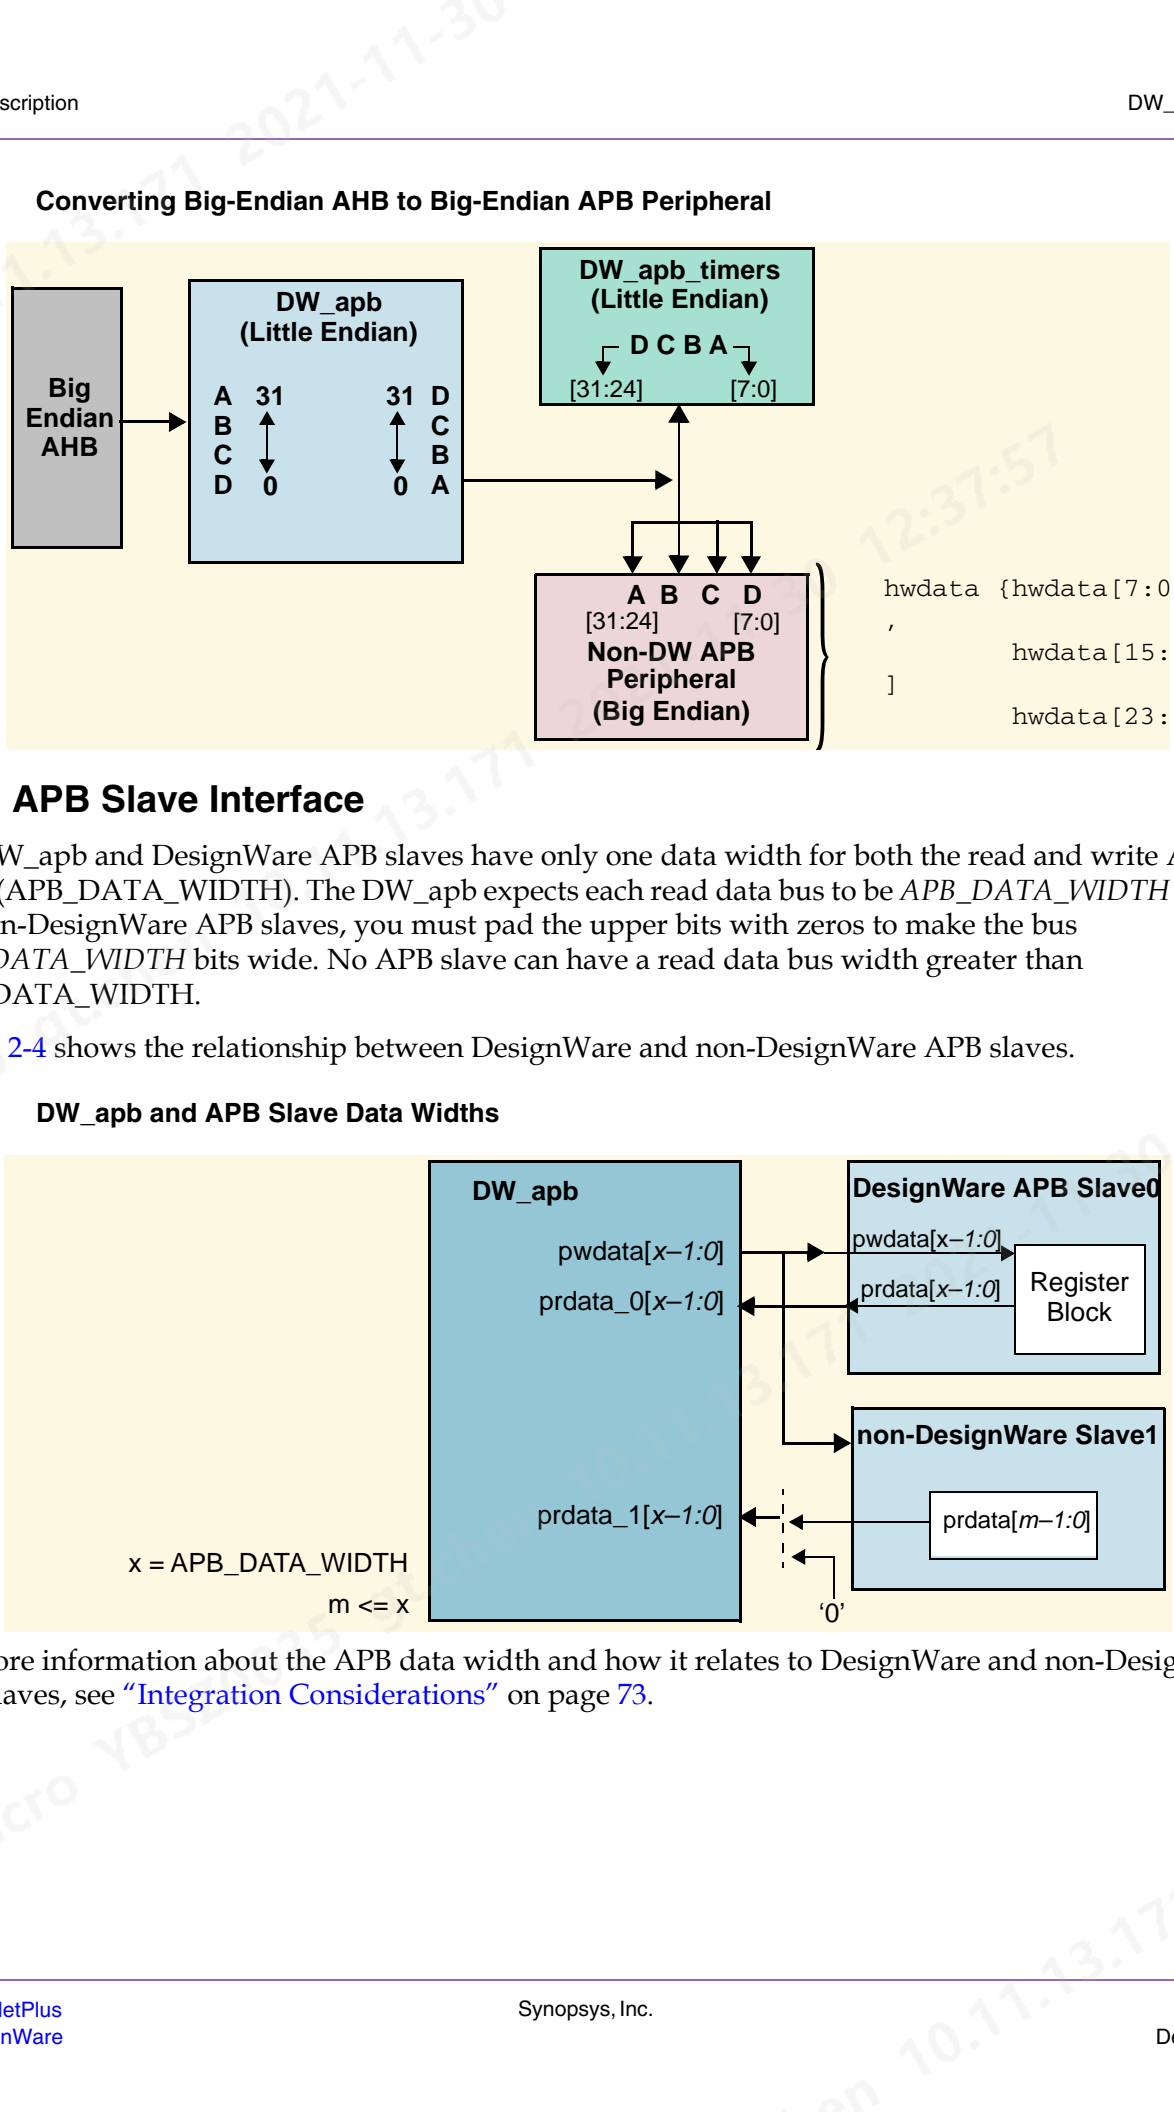 scription
DW_
Converting Big-Endian AHB to Big-Endian APB Peripheral
Big
Endian
AHB
DW_apb
(Little Endian)
A 31 31 D
B C
C B
D 0 0 A
DW_apb_timers
(Little Endian)
D C B A
[31:24] [7:0]
A B C D
[31:24] [7:0]
Non-DW APB
Peripheral
(Big Endian)
hwdata {hwdata[7:0
,
hwdata[15:
]
hwdata[23:
APB Slave Interface
W_apb and DesignWare APB slaves have only one data width for both the read and write A
(APB_DATA_WIDTH). The DW_apb expects each read data bus to be APB_DATA_WIDTH
n-DesignWare APB slaves, you must pad the upper bits with zeros to make the bus
DATA_WIDTH bits wide. No APB slave can have a read data bus width greater than
DATA_WIDTH.
2-4 shows the relationship between DesignWare and non-DesignWare APB slaves.
DW_apb and APB Slave Data Widths
DW_apb
pwdata[x–1:0]
prdata_0[x–1:0]
prdata_1[x–1:0]
x = APB_DATA_WIDTH
m <= x
DesignWare APB Slave0
pwdata[x–1:0]
prdata[x–1:0]
Register
Block
non-DesignWare Slave1
prdata[m–1:0]
‘0’
ore information about the APB data width and how it relates to DesignWare and non-Desig
laves, see “Integration Considerations” on page 73.
letPlus
nWare
Synopsys, Inc.
De